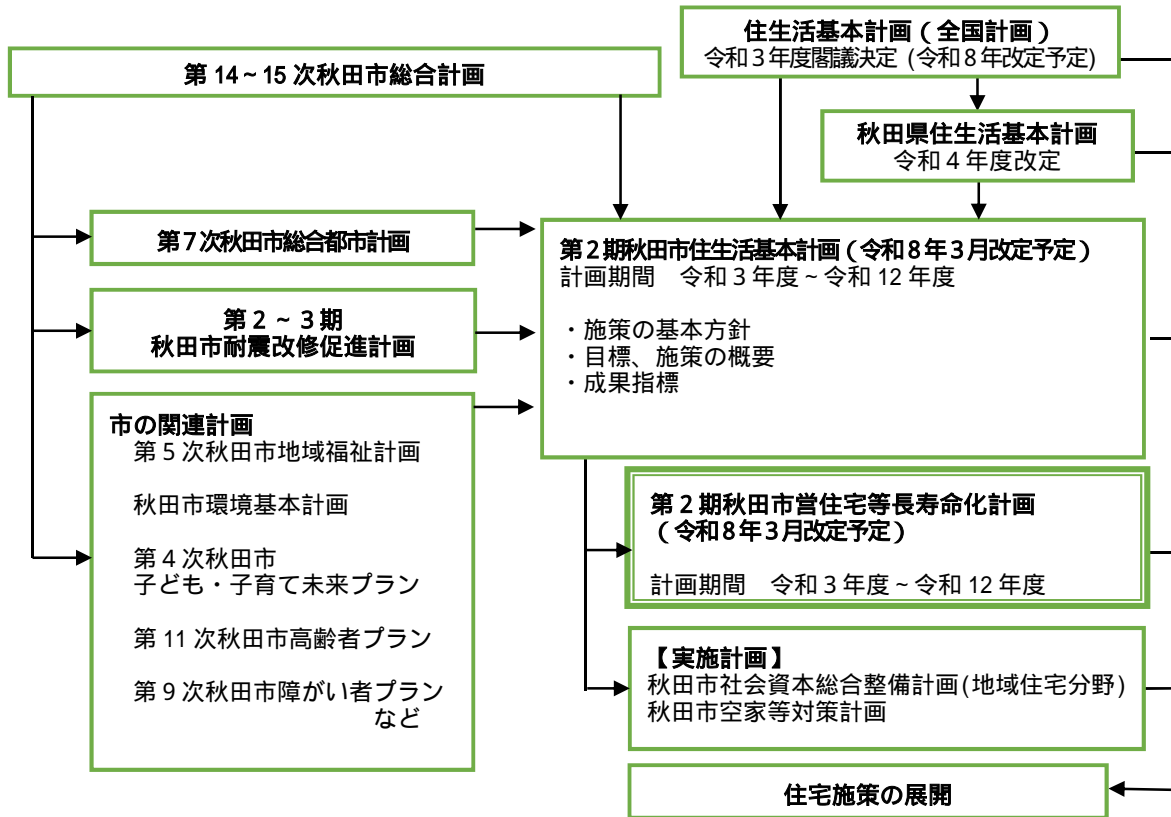 住生活基本計画（全国計画）
令和３年度閣議決定（令和８年改定予定）
第14～15次秋田市総合計画
秋田県住生活基本計画
令和４年度改定
第７次秋田市総合都市計画
第２～３期
秋田市耐震改修促進計画
市の関連計画
第５次秋田市地域福祉計画
秋田市環境基本計画
第４次秋田市
子ども・子育て未来プラン
第11次秋田市高齢者プラン
第９次秋田市障がい者プラン
など
第２期秋田市住生活基本計画（令和８年３月改定予定）
計画期間　令和３年度～令和12年度
・施策の基本方針
・目標、施策の概要
・成果指標
第２期秋田市営住宅等長寿命化計画
（令和８年３月改定予定）
計画期間　令和３年度～令和12年度
【実施計画】
秋田市社会資本総合整備計画(地域住宅分野)
秋田市空家等対策計画
住宅施策の展開